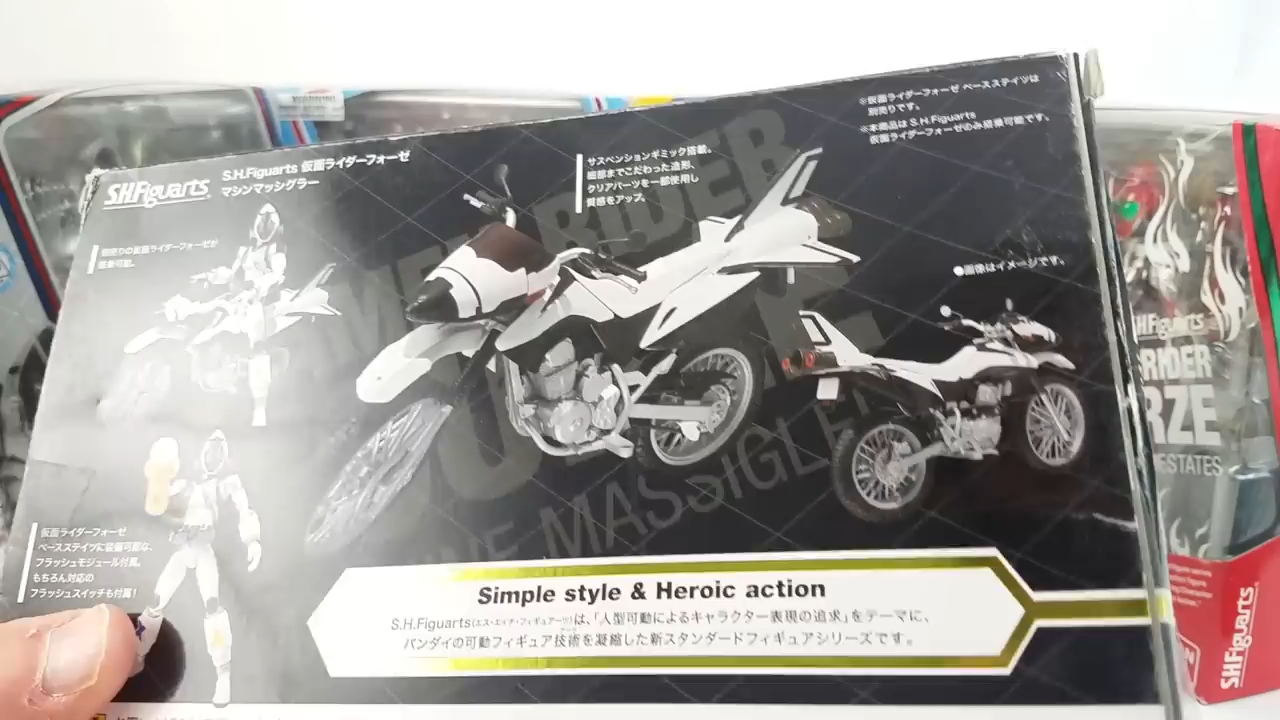 S.H.Figuarts
S.H.Figuarts 仮面ライダーフォーゼ
マシンマッシグラー
サスペンションギミック搭載。
細部までこだわった造形、
クリアパーツを一部使用し
質感をアップ。
※仮面ライダーフォーゼ ベースステイツは
別売りです。
※本商品は S.H.Figuarts
仮面ライダーフォーゼのみ搭乗可能です。
別売りの仮面ライダーフォーゼが
搭乗可能。
●画像はイメージです。
RIDER
MASSIGLER
仮面ライダーフォーゼ
ベースステイツに装備可能な、
フラッシュモジュール付属。
もちろん対応の
フラッシュスイッチも付属!
Simple style & Heroic action
S.H.Figuarts(エス・エイチ・フィギュアーツ)は、「人型可動によるキャラクター表現の追求」をテーマに、
バンダイの可動フィギュア技術を凝縮した新スタンダードフィギュアシリーズです。
RIDER
RZE
ESTATES
S.H.Figuarts